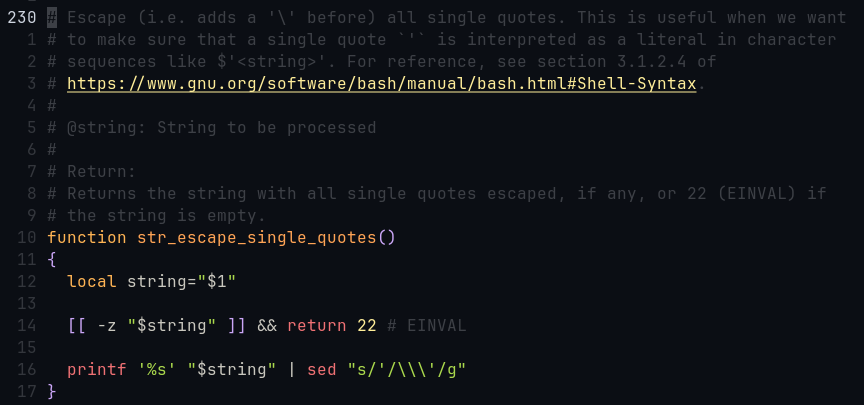 230 # Escape (i.e. adds a '\' before) all single quotes. This is useful when we want
1 # to make sure that a single quote `'` is interpreted as a literal in character
2 # sequences like $'<string>'. For reference, see section 3.1.2.4 of
3 # https://www.gnu.org/software/bash/manual/bash.html#Shell-Syntax.
4 #
5 # @string: String to be processed
6 #
7 # Return:
8 # Returns the string with all single quotes escaped, if any, or 22 (EINVAL) if
9 # the string is empty.
10 function str_escape_single_quotes()
11 {
12   local string="$1"
13
14   [[ -z "$string" ]] && return 22 # EINVAL
15
16   printf '%s' "$string" | sed "s/'/\\\'/g"
17 }